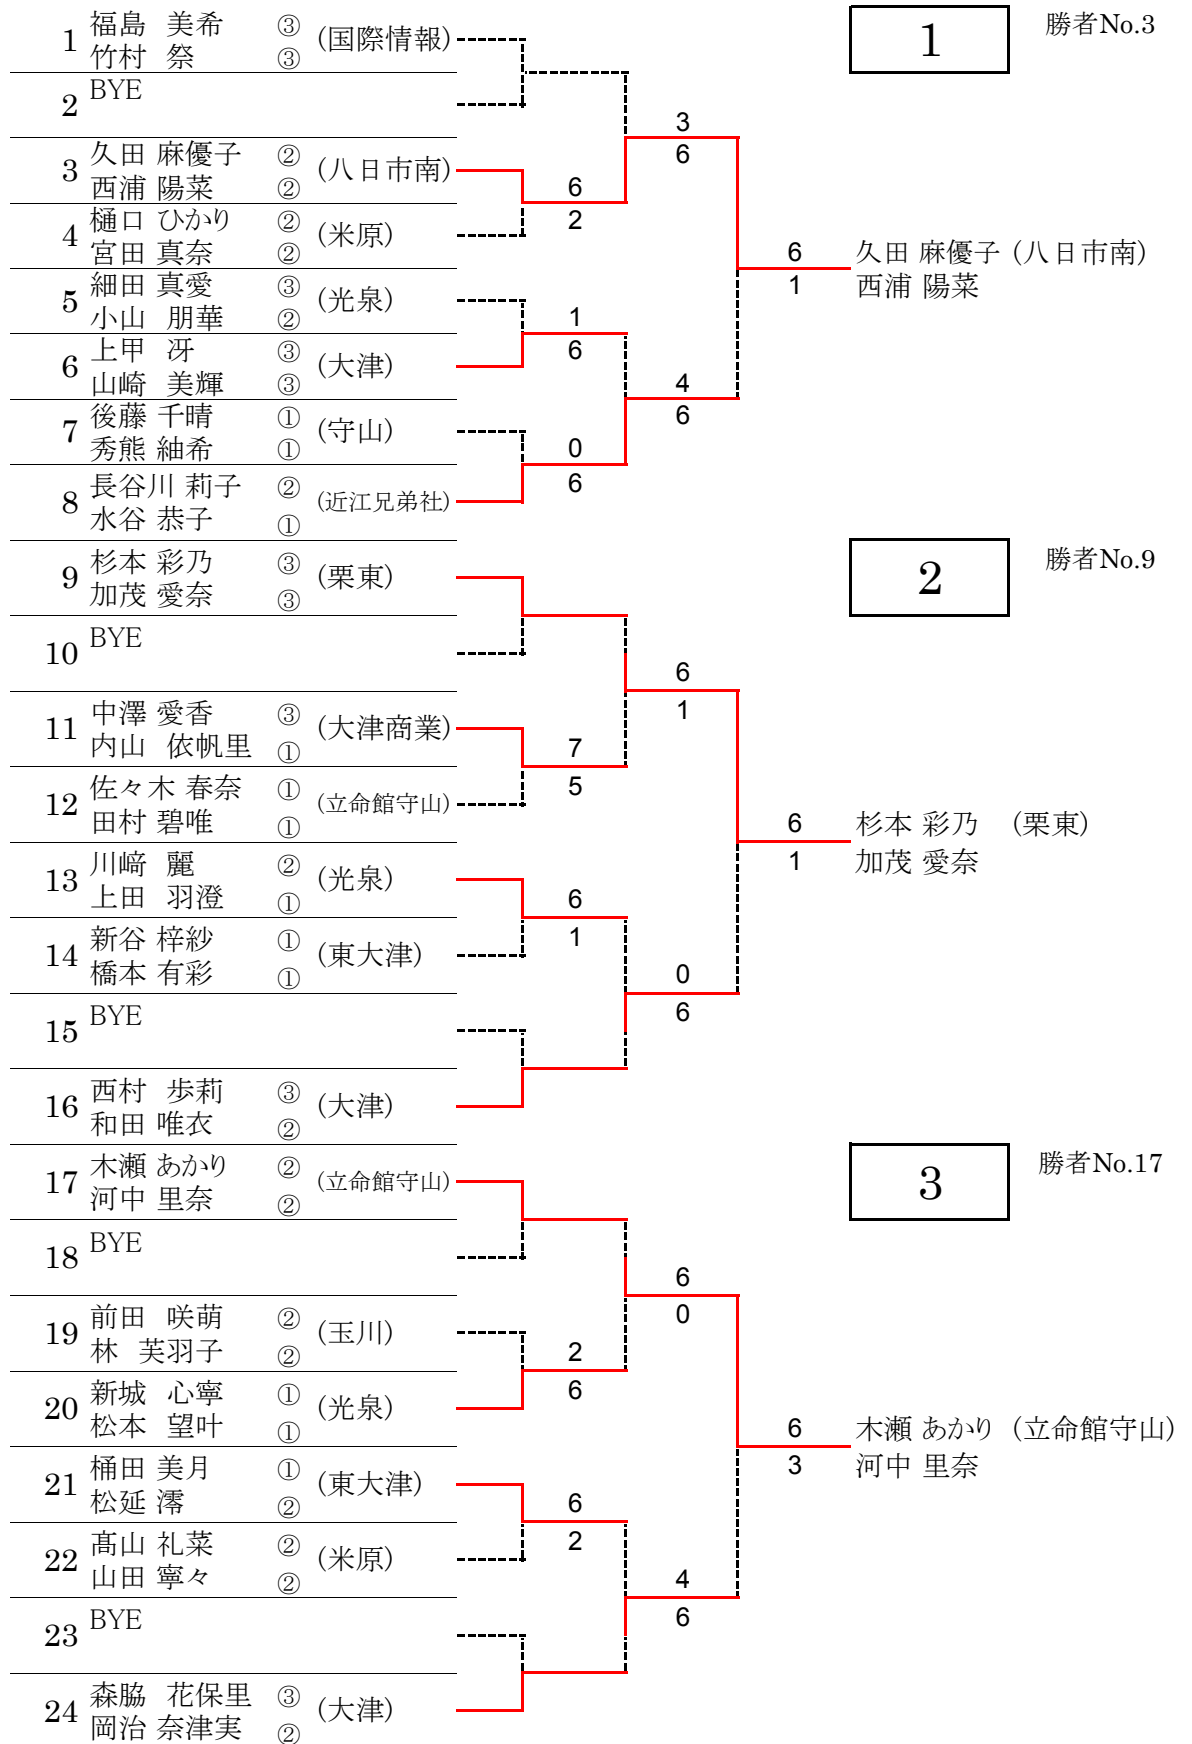 1 福島 美希 ③ (国際情報)
竹村 祭 ③
2 BYE
3 久田 麻優子 ② (八日市南)
西浦 陽菜 ②
4 樋口 ひかり ② (米原)
宮田 真奈 ②
5 細田 真愛 ③ (光泉)
小山 朋華 ②
6 上甲 冴 ③ (大津)
山崎 美輝 ③
7 後藤 千晴 ① (守山)
秀熊 紬希 ①
8 長谷川 莉子 ② (近江兄弟社)
水谷 恭子 ①
6
2
1
6
0
6
3
6
4
6
6
1
1 勝者No.3
久田 麻優子 (八日市南)
西浦 陽菜
9 杉本 彩乃 ③ (栗東)
加茂 愛奈 ③
10 BYE
11 中澤 愛香 ③ (大津商業)
内山 依帆里 ①
12 佐々木 春奈 ① (立命館守山)
田村 碧唯 ①
13 川﨑 麗 ② (光泉)
上田 羽澄 ①
14 新谷 梓紗 ① (東大津)
橋本 有彩 ①
15 BYE
16 西村 歩莉 ③ (大津)
和田 唯衣 ②
7
5
6
1
6
1
0
6
6
1
2 勝者No.9
杉本 彩乃 (栗東)
加茂 愛奈
17 木瀬 あかり ② (立命館守山)
河中 里奈 ②
18 BYE
19 前田 咲萌 ② (玉川)
林 芙羽子 ②
20 新城 心寧 ① (光泉)
松本 望叶 ①
21 桶田 美月 ① (東大津)
松延 澪 ②
22 髙山 礼菜 ② (米原)
山田 寧々 ②
23 BYE
24 森脇 花保里 ③ (大津)
岡治 奈津実 ②
2
6
6
2
6
0
4
6
6
3
3 勝者No.17
木瀬 あかり (立命館守山)
河中 里奈